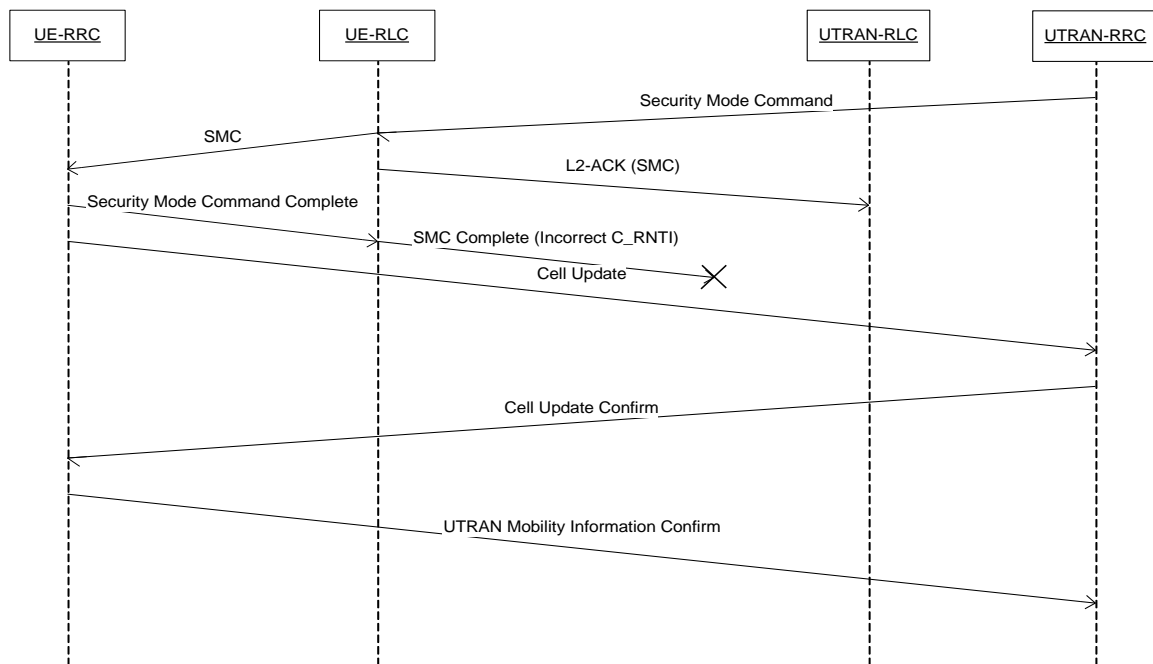 UE-RRC
UE-RLC
UTRAN-RLC
UTRAN-RRC
Security Mode Command
SMC
L2-ACK (SMC)
Security Mode Command Complete
SMC Complete (Incorrect C_RNTI)
Cell Update
Cell Update Confirm
UTRAN Mobility Information Confirm